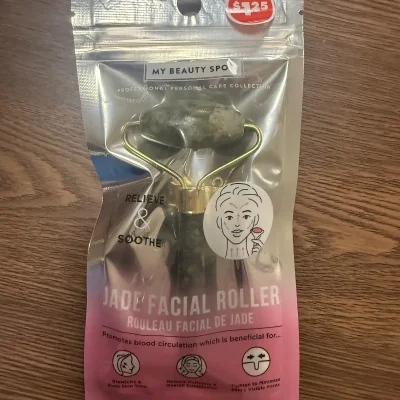 $1.25
MY BEAUTY SPO
PROFESSIONAL PERSONAL CARE COLLECTION
RELIEVE
&
SOOTHE
JADE FACIAL ROLLER
ROULEAU FACIAL DE JADE
Promotes blood circulation which is beneficial for...